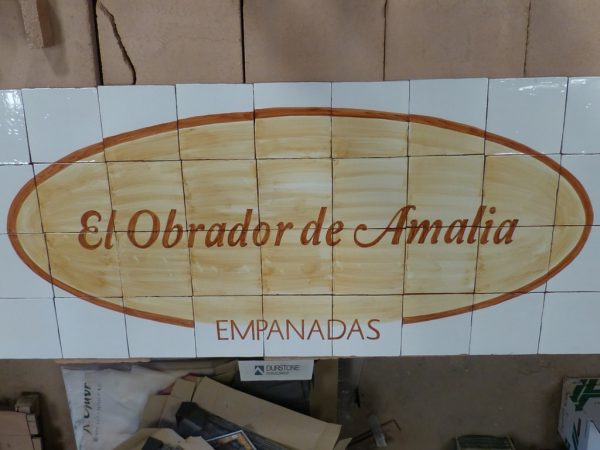 El Obrador de Amalia
EMPANADAS
DURSTONE